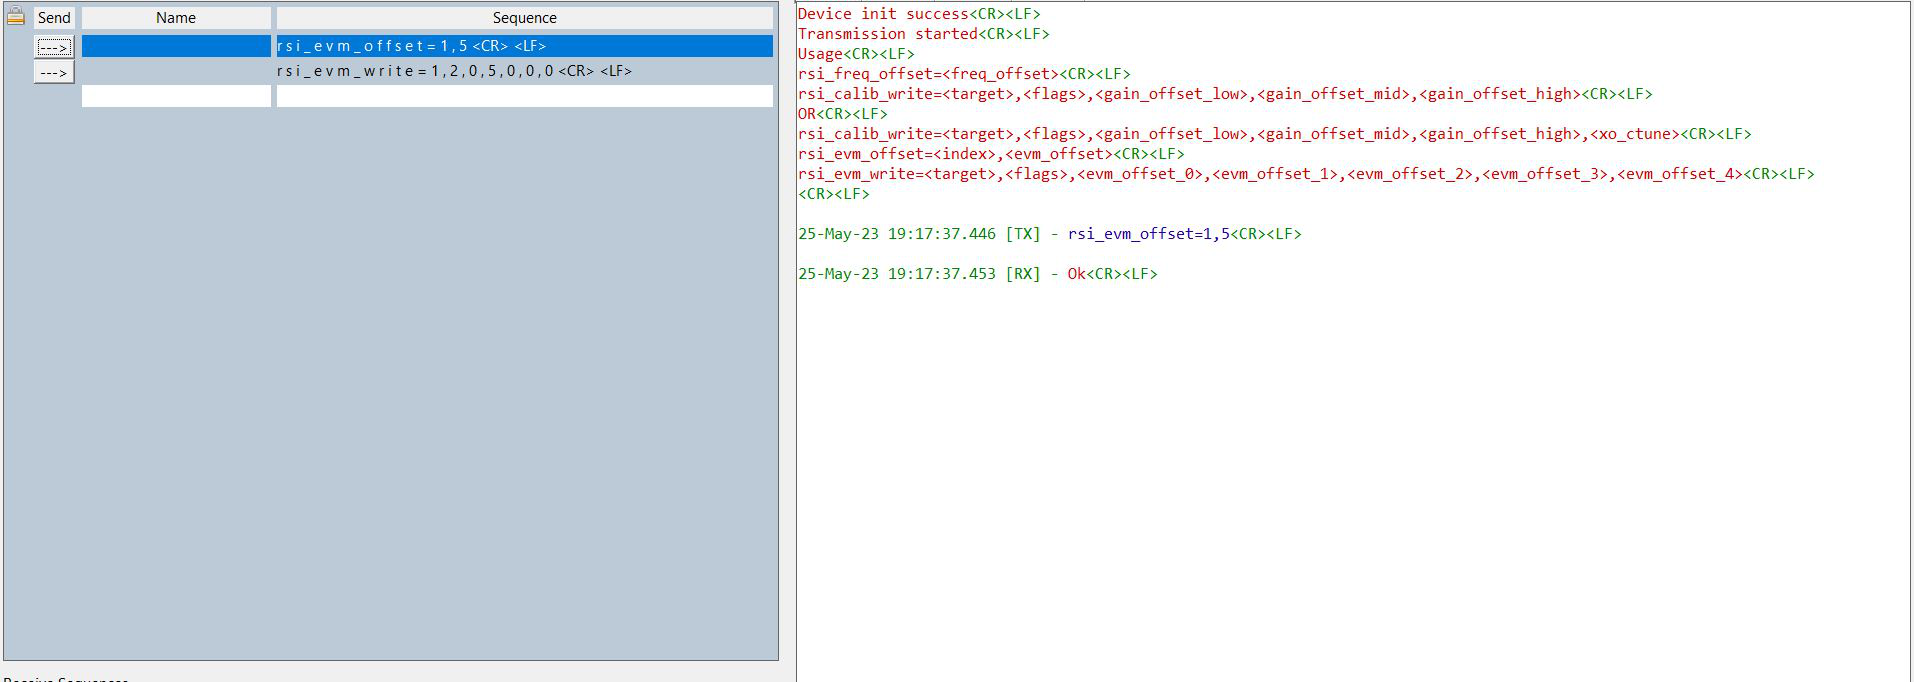 Send Name Sequence
---> rsi_evm_offset=1,5<CR><LF>
---> rsi_evm_write=1,2,0,5,0,0,0<CR><LF>
Device init success<CR><LF>
Transmission started<CR><LF>
Usage<CR><LF>
rsi_freq_offset=<freq_offset><CR><LF>
rsi_calib_write=<target>,<flags>,<gain_offset_low>,<gain_offset_mid>,<gain_offset_high><CR><LF>
OR<CR><LF>
rsi_calib_write=<target>,<flags>,<gain_offset_low>,<gain_offset_mid>,<gain_offset_high>,<xo_ctune><CR><LF>
rsi_evm_offset=<index>,<evm_offset><CR><LF>
rsi_evm_write=<target>,<flags>,<evm_offset_0>,<evm_offset_1>,<evm_offset_2>,<evm_offset_3>,<evm_offset_4><CR><LF>
<CR><LF>
25-May-23 19:17:37.446 [TX] - rsi_evm_offset=1,5<CR><LF>
25-May-23 19:17:37.453 [RX] - Ok<CR><LF>